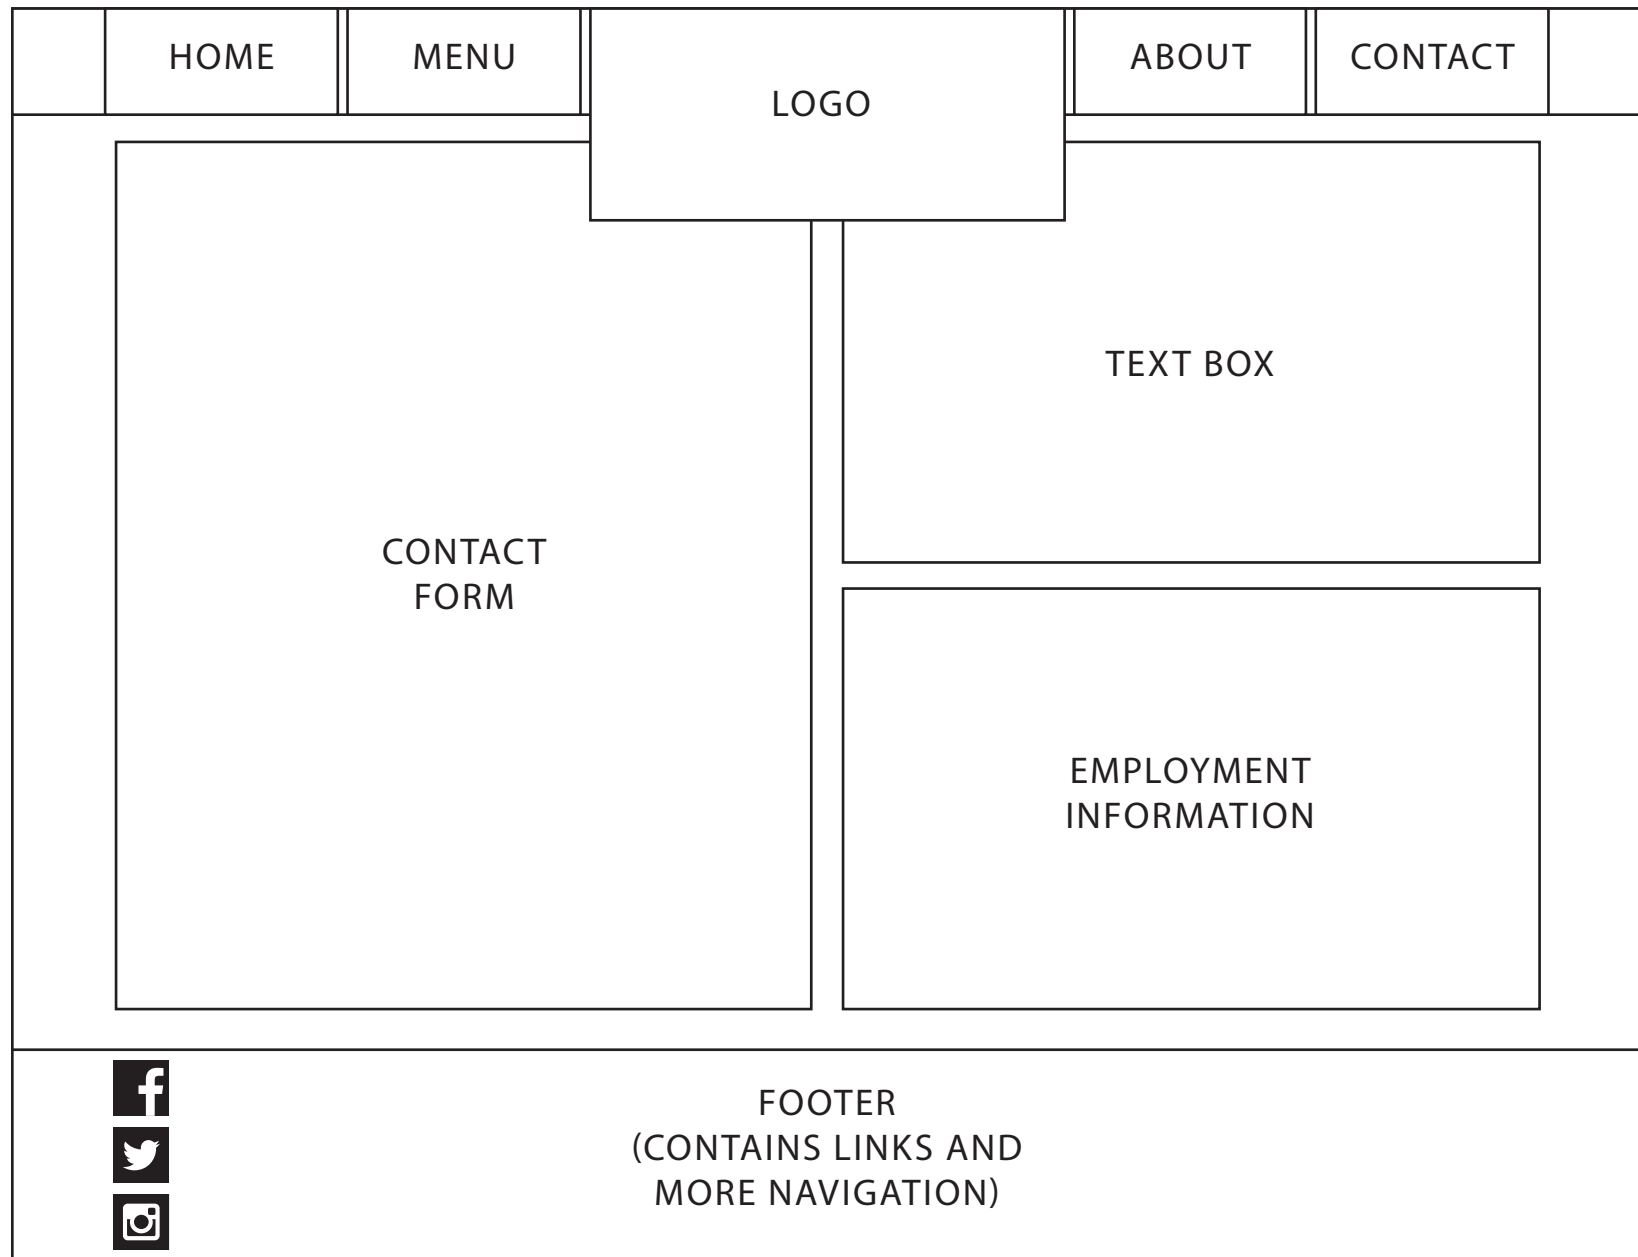 HOME
MENU
LOGO
ABOUT
CONTACT
CONTACT
FORM
TEXT BOX
EMPLOYMENT
INFORMATION
FOOTER
(CONTAINS LINKS AND
MORE NAVIGATION)